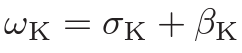 ω_K = σ_K + β_K